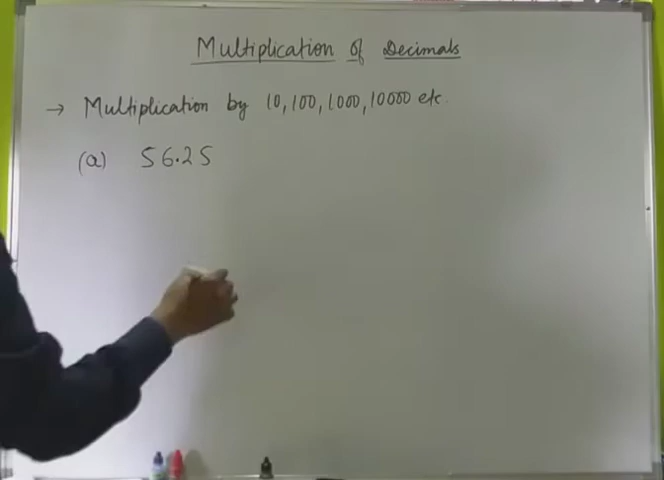 Multiplication of Decimals
→ Multiplication by 10, 100, 1000, 10000 etc.
(a) 56.25